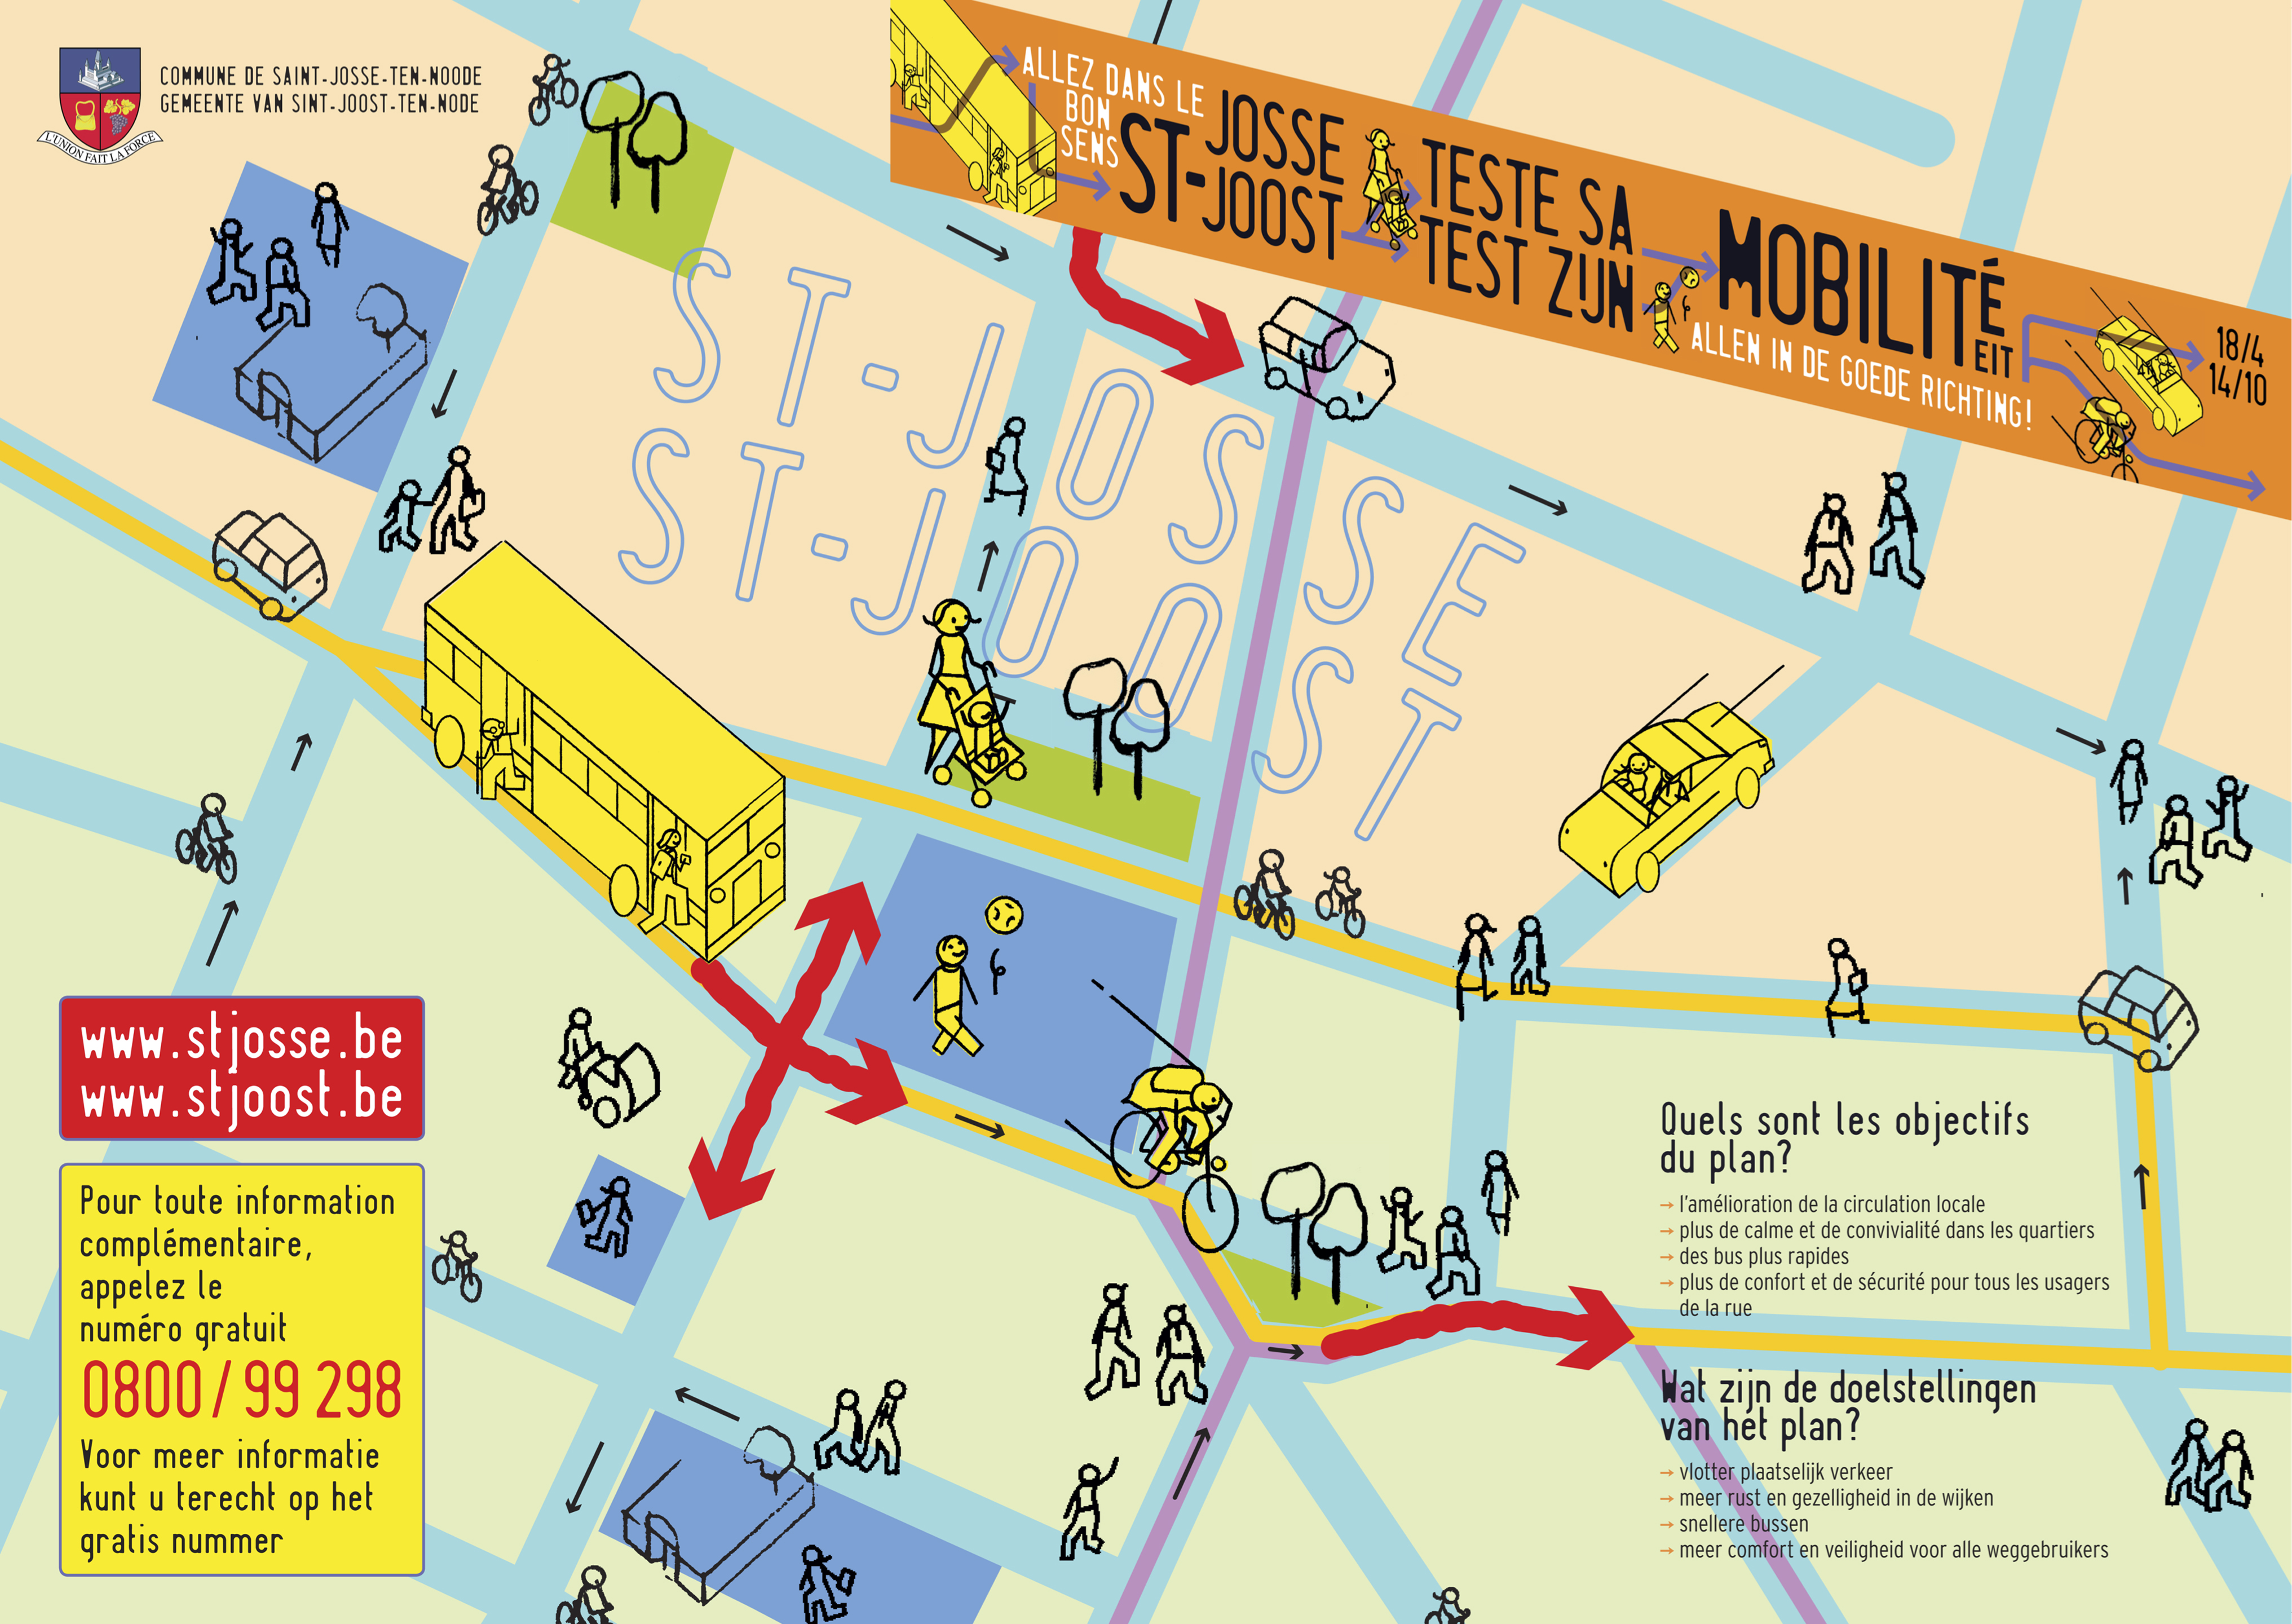 COMMUNE DE SAINT-JOSSE-TEN-NOODE
GEMEENTE VAN SINT-JOOST-TEN-NODE
L'UNION FAIT LA FORCE
ALLEZ DANS LE
BON
SENS
ST-JOSSE
JOOST
TESTE SA
TEST ZIJN
MOBILITÉ
EIT
ALLEN IN DE GOEDE RICHTING!
18/4
14/10
ST-JOSSE
ST-JOOST
www.stjosse.be
www.stjoost.be
Pour toute information
complémentaire,
appelez le
numéro gratuit
0800/99 298
Voor meer informatie
kunt u terecht op het
gratis nummer
Quels sont les objectifs
du plan?
→ l'amélioration de la circulation locale
→ plus de calme et de convivialité dans les quartiers
→ des bus plus rapides
→ plus de confort et de sécurité pour tous les usagers
de la rue
Wat zijn de doelstellingen
van het plan?
→ vlotter plaatselijk verkeer
→ meer rust en gezelligheid in de wijken
→ snellere bussen
→ meer comfort en veiligheid voor alle weggebruikers